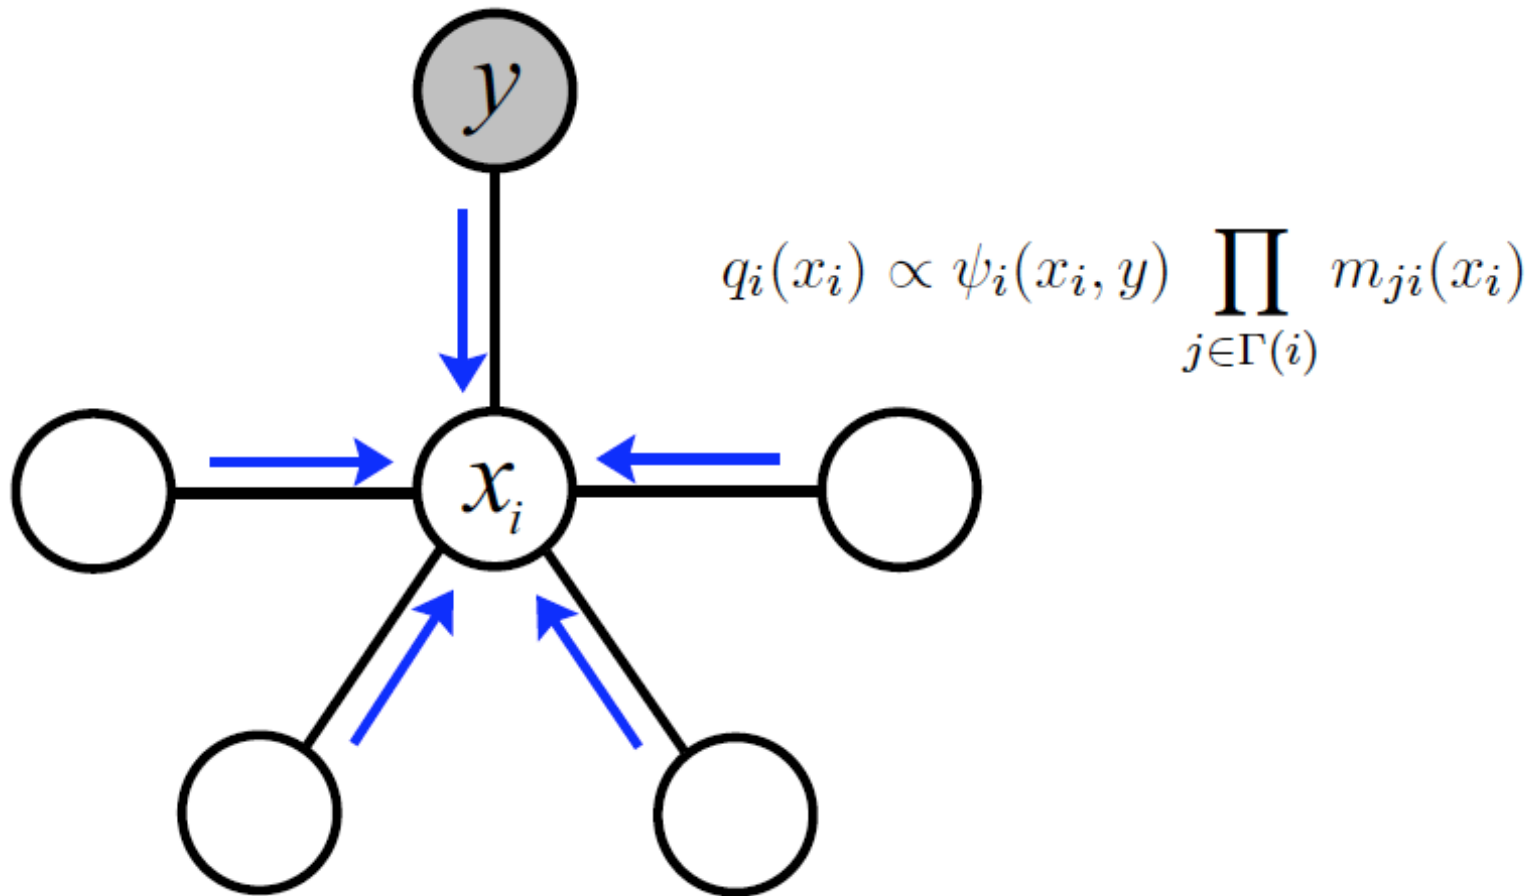 y
q_i(x_i) ∝ ψ_i(x_i, y) ∏_{j∈Γ(i)} m_{ji}(x_i)
x_i